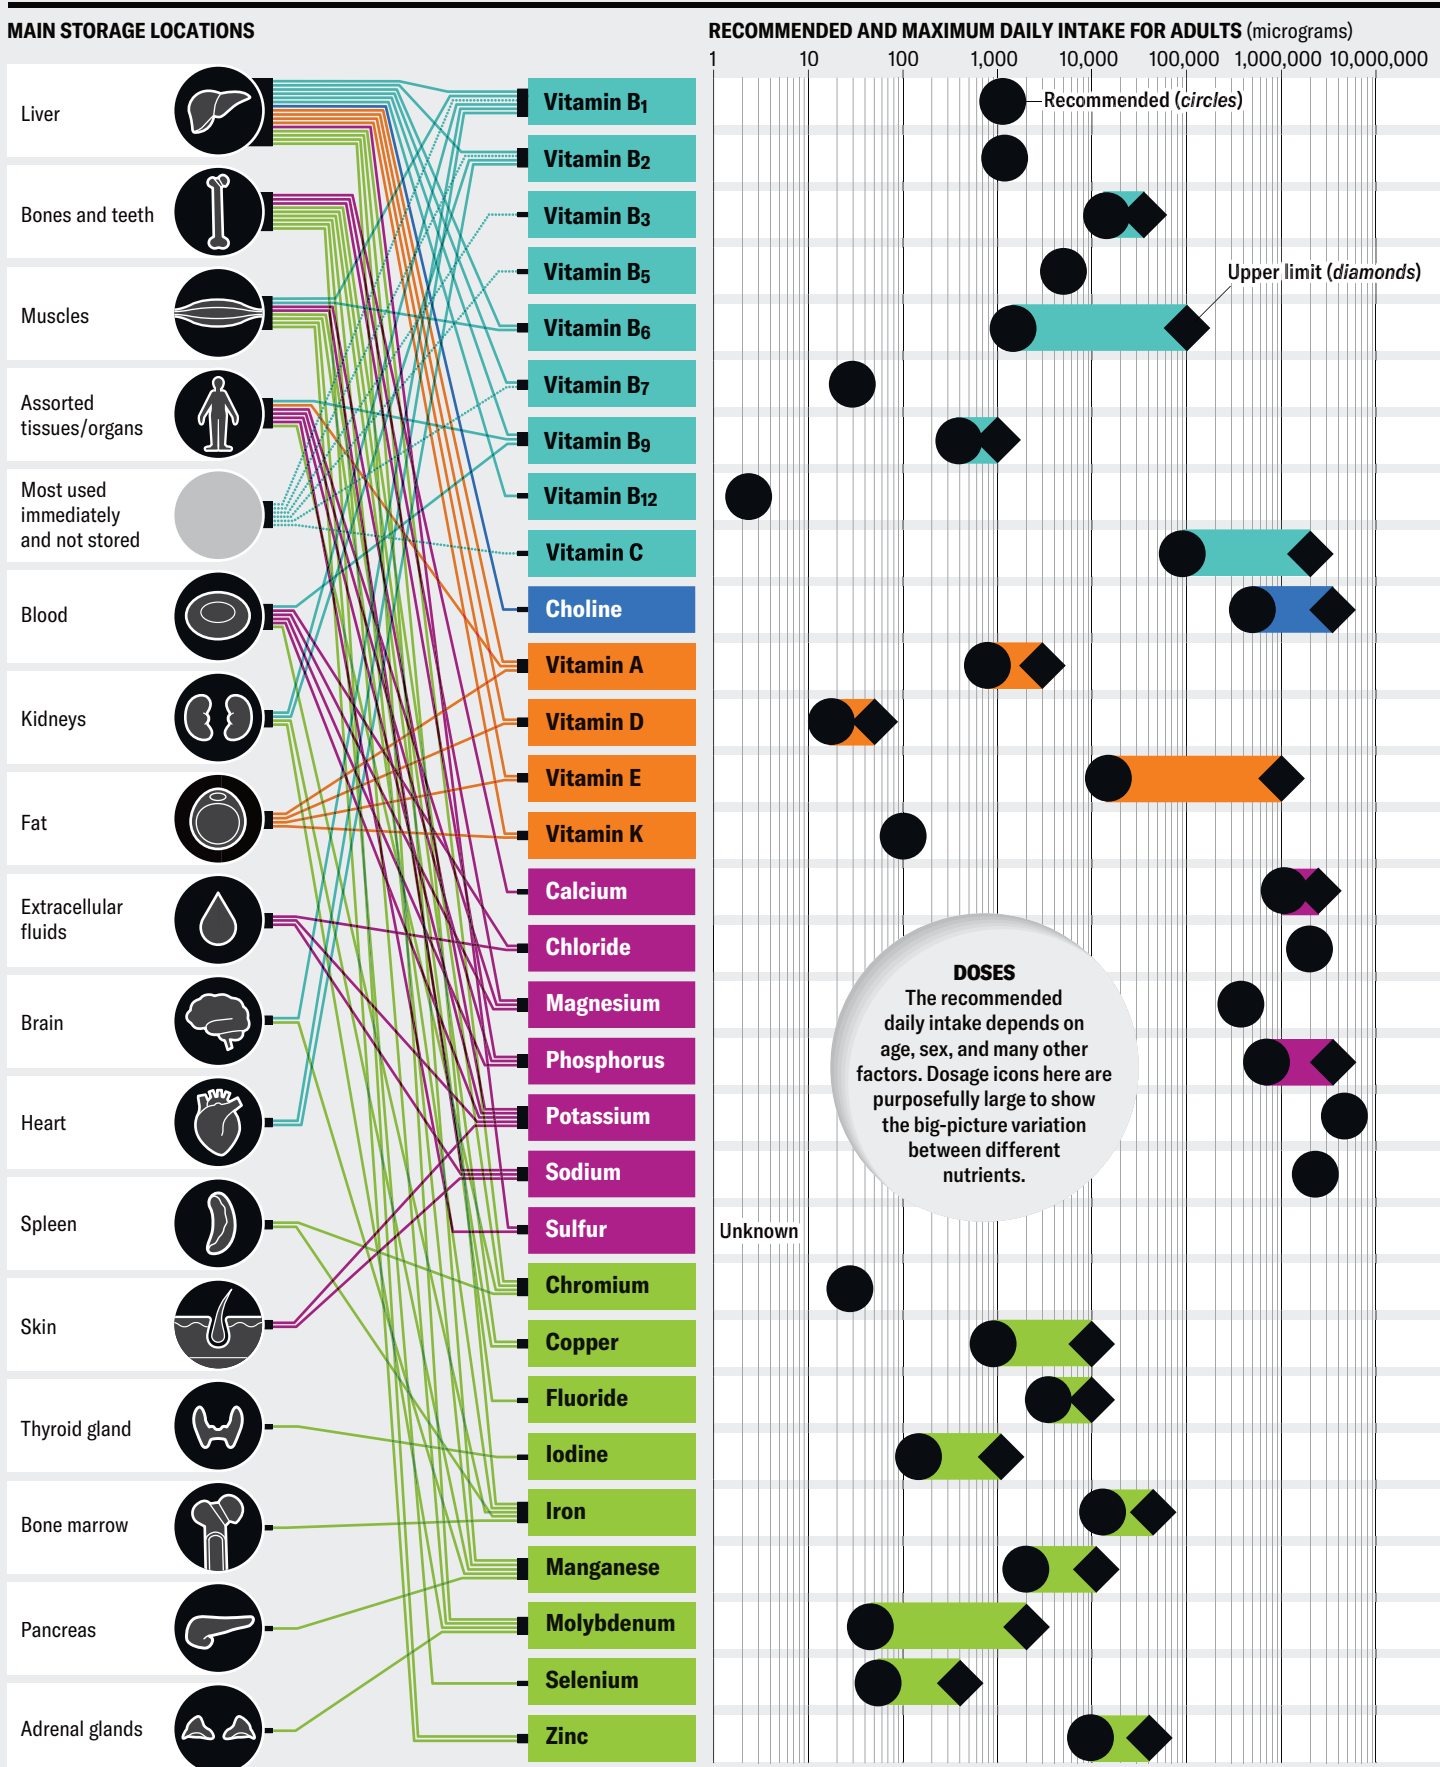 MAIN STORAGE LOCATIONS
RECOMMENDED AND MAXIMUM DAILY INTAKE FOR ADULTS (micrograms)
1 10 100 1,000 10,000 100,000 1,000,000 10,000,000
Liver
Bones and teeth
Muscles
Assorted
tissues/organs
Most used
immediately
and not stored
Blood
Kidneys
Fat
Extracellular
fluids
Brain
Heart
Spleen
Skin
Thyroid gland
Bone marrow
Pancreas
Adrenal glands
Vitamin B1
Vitamin B2
Vitamin B3
Vitamin B5
Vitamin B6
Vitamin B7
Vitamin B9
Vitamin B12
Vitamin C
Choline
Vitamin A
Vitamin D
Vitamin E
Vitamin K
Calcium
Chloride
Magnesium
Phosphorus
Potassium
Sodium
Sulfur
Chromium
Copper
Fluoride
Iodine
Iron
Manganese
Molybdenum
Selenium
Zinc
Recommended (circles)
Upper limit (diamonds)
DOSES
The recommended
daily intake depends on
age, sex, and many other
factors. Dosage icons here are
purposefully large to show
the big-picture variation
between different
nutrients.
Unknown